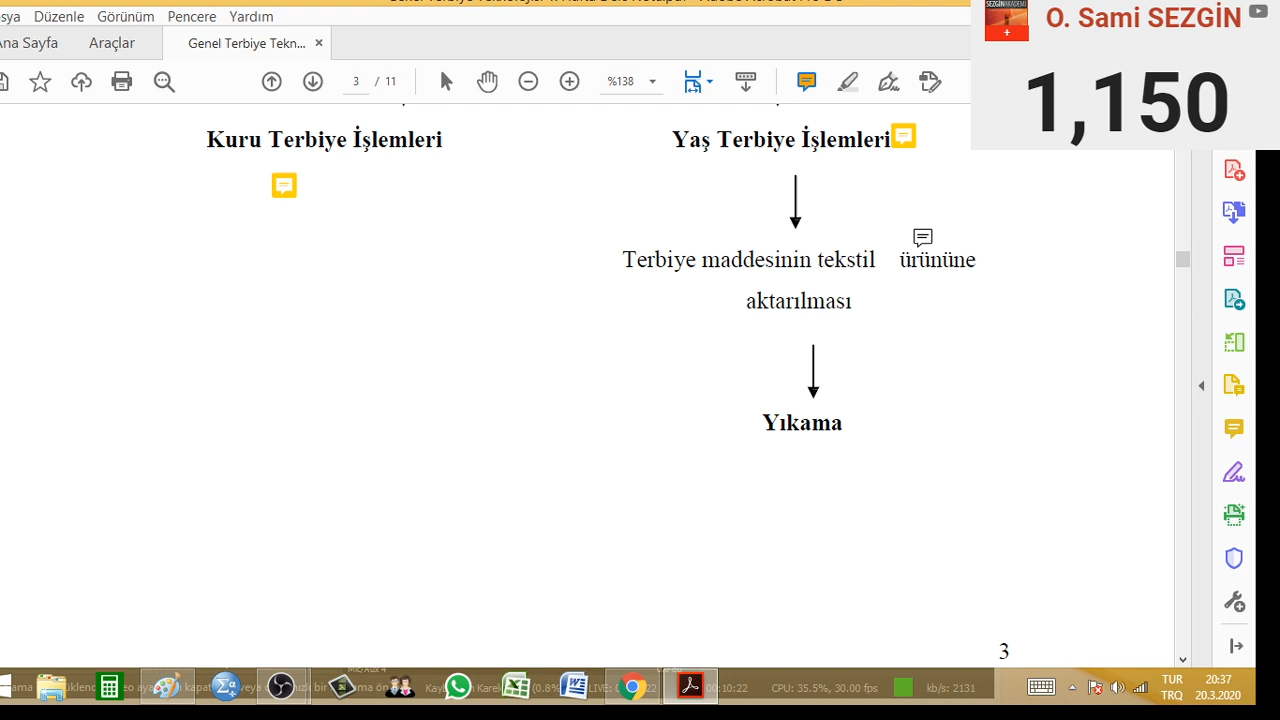 Düzenle Görünüm Pencere Yardım
Ana Sayfa Araçlar Genel Terbiye Tekn... ×
3 / 11 %138
SEZGİNAKADEMİ
O. Sami SEZGİN
1,150
Kuru Terbiye İşlemleri Yaş Terbiye İşlemleri
Terbiye maddesinin tekstil ürününe
aktarılması
Yıkama
3
CPU: 35.5%, 30.00 fps kb/s: 2131
TUR 20:37
TRQ 20.3.2020